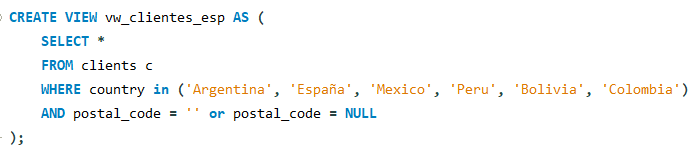 CREATE VIEW vw_clientes_esp AS (
SELECT *
FROM clients c
WHERE country in ('Argentina', 'España', 'Mexico', 'Peru', 'Bolivia', 'Colombia')
AND postal_code = '' or postal_code = NULL
);